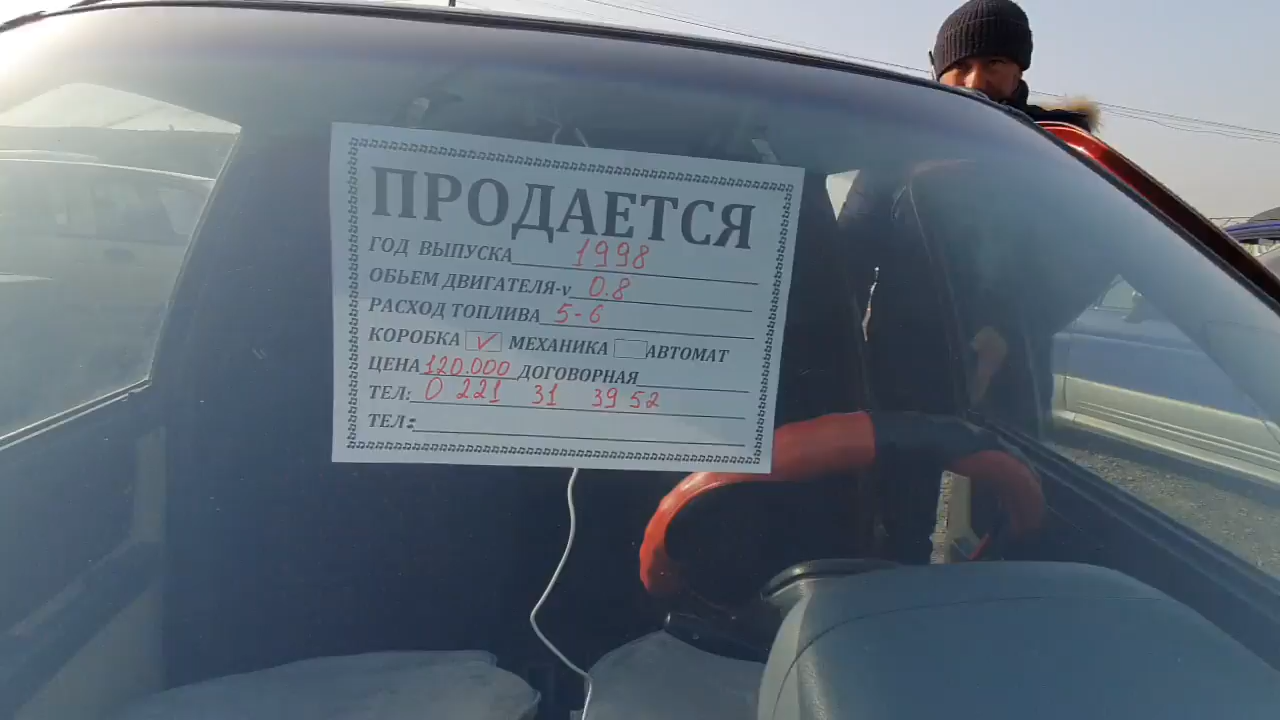 ПРОДАЕТСЯ
ГОД ВЫПУСКА 1998
ОБЬЕМ ДВИГАТЕЛЯ-v 0.8
РАСХОД ТОПЛИВА 5-6
КОРОБКА ✓ МЕХАНИКА АВТОМАТ
ЦЕНА 120.000 ДОГОВОРНАЯ
ТЕЛ: 0 221 31 39 52
ТЕЛ: